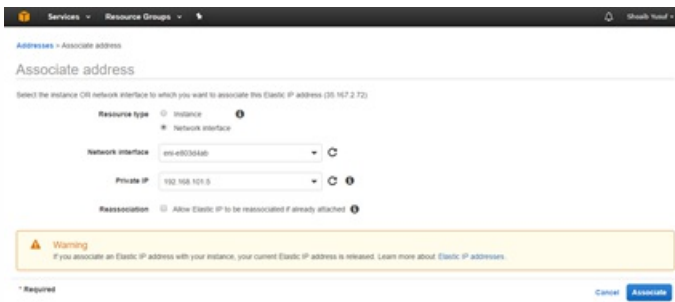 Services Resource Groups Shoaib Yusuf
Addresses > Associate address
Associate address
Select the instance OR network interface to which you want to associate this Elastic IP address (35.167.2.72)
Resource type Instance
Network interface
Network interface eni-e803d4ab
Private IP 192.168.101.5
Reassociation Allow Elastic IP to be reassociated if already attached
Warning
If you associate an Elastic IP address with your instance, your current Elastic IP address is released. Learn more about Elastic IP addresses.
* Required Cancel Associate